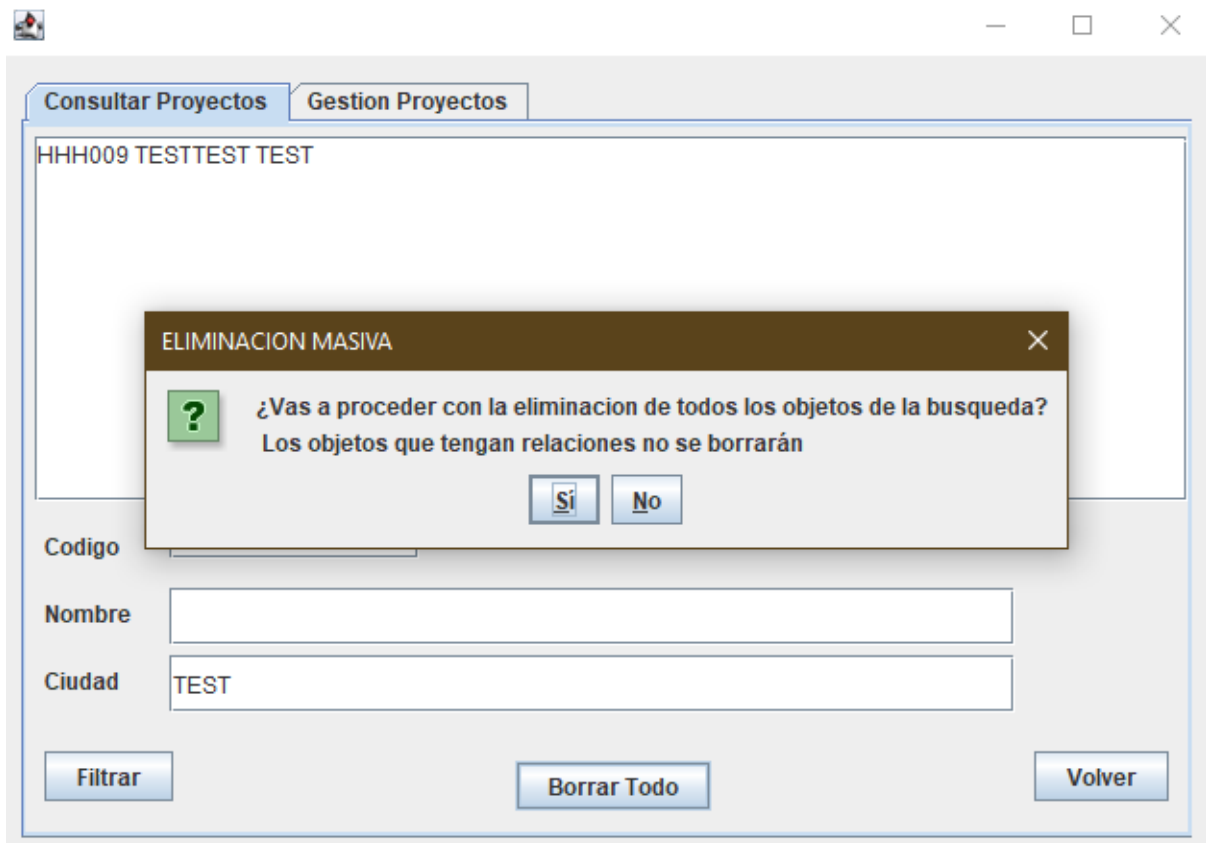 Consultar Proyectos Gestion Proyectos
HHH009 TESTTEST TEST
ELIMINACION MASIVA
¿Vas a proceder con la eliminacion de todos los objetos de la busqueda?
Los objetos que tengan relaciones no se borrarán
Sí No
Codigo
Nombre
Ciudad TEST
Filtrar Borrar Todo Volver